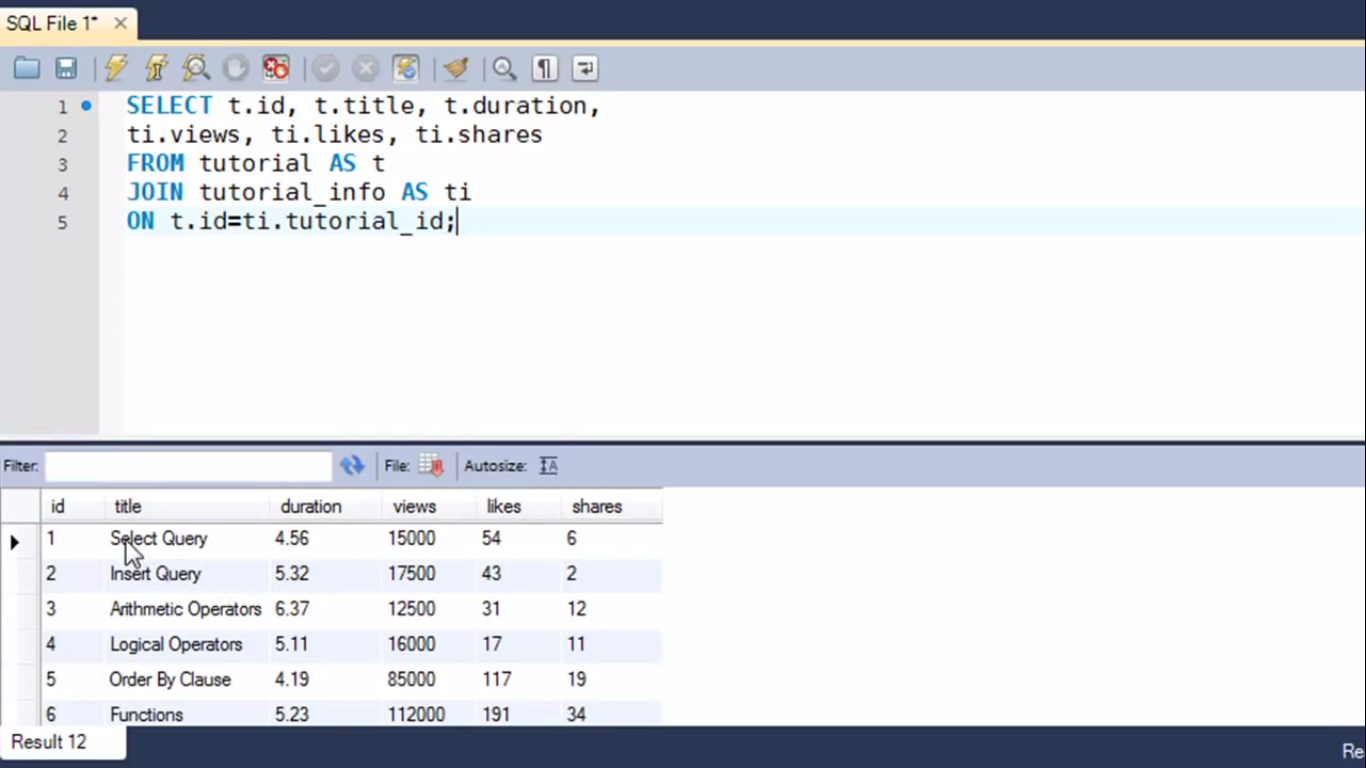 SQL File 1*
1 SELECT t.id, t.title, t.duration,
2 ti.views, ti.likes, ti.shares
3 FROM tutorial AS t
4 JOIN tutorial_info AS ti
5 ON t.id=ti.tutorial_id;
Filter: File: Autosize:
id title duration views likes shares
1 Select Query 4.56 15000 54 6
2 Insert Query 5.32 17500 43 2
3 Arithmetic Operators 6.37 12500 31 12
4 Logical Operators 5.11 16000 17 11
5 Order By Clause 4.19 85000 117 19
6 Functions 5.23 112000 191 34
Result 12
Re